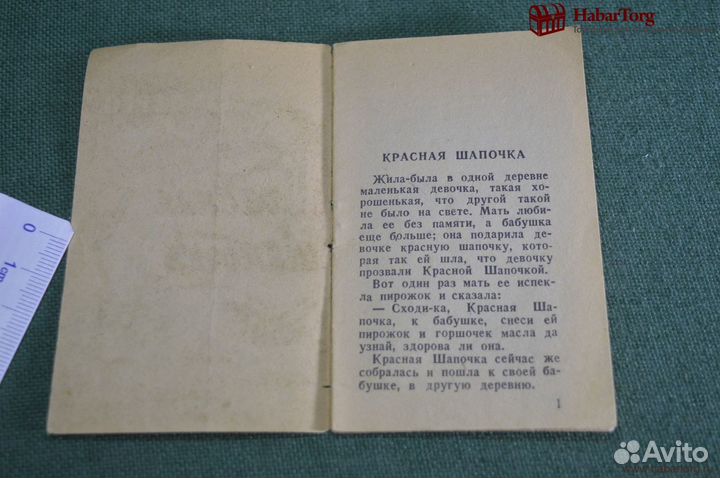 HabarTorg
КРАСНАЯ ШАПОЧКА
Жила-была в одной деревне
маленькая девочка, такая хо-
рошенькая, что другой такой
не было на свете. Мать люби-
ла ее без памяти, а бабушка
еще больше; она подарила де-
вочке красную шапочку, кото-
рая так ей шла, что девочку
прозвали Красной Шапочкой.
Вот один раз мать ее испек-
ла пирожок и сказала:
— Сходи-ка, Красная Ша-
почка, к бабушке, снеси ей
пирожок и горшочек масла да
узнай, здорова ли она.
Красная Шапочка сейчас же
собралась и пошла к своей ба-
бушке, в другую деревню.
1
0
1cm
Avito